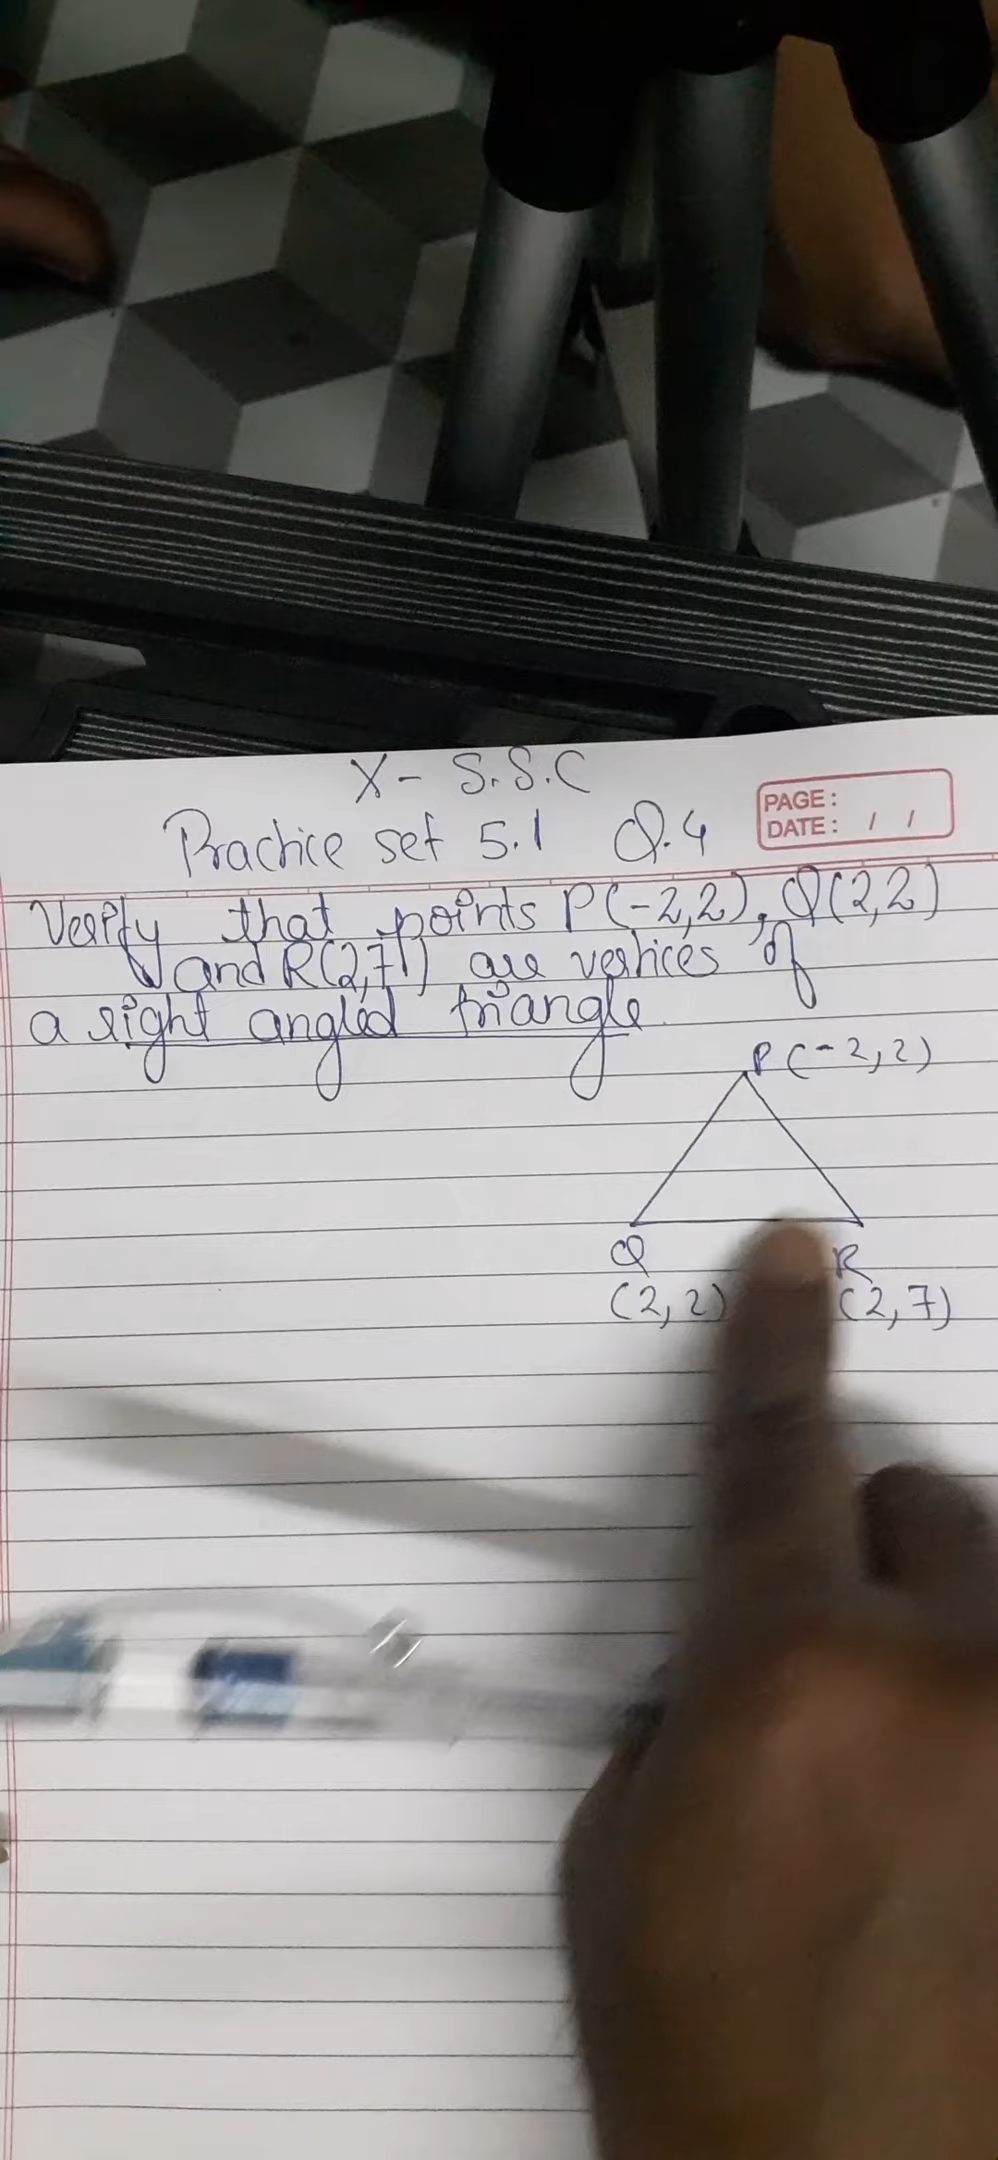 X- S.S.C
Practice set 5.1 Q.4
PAGE :
DATE : / /
Verify that points P(-2,2), Q(2,2)
and R(2,7) are vertices of
a right angled triangle.
P(-2,2)
Q R
(2,2) (2,7)